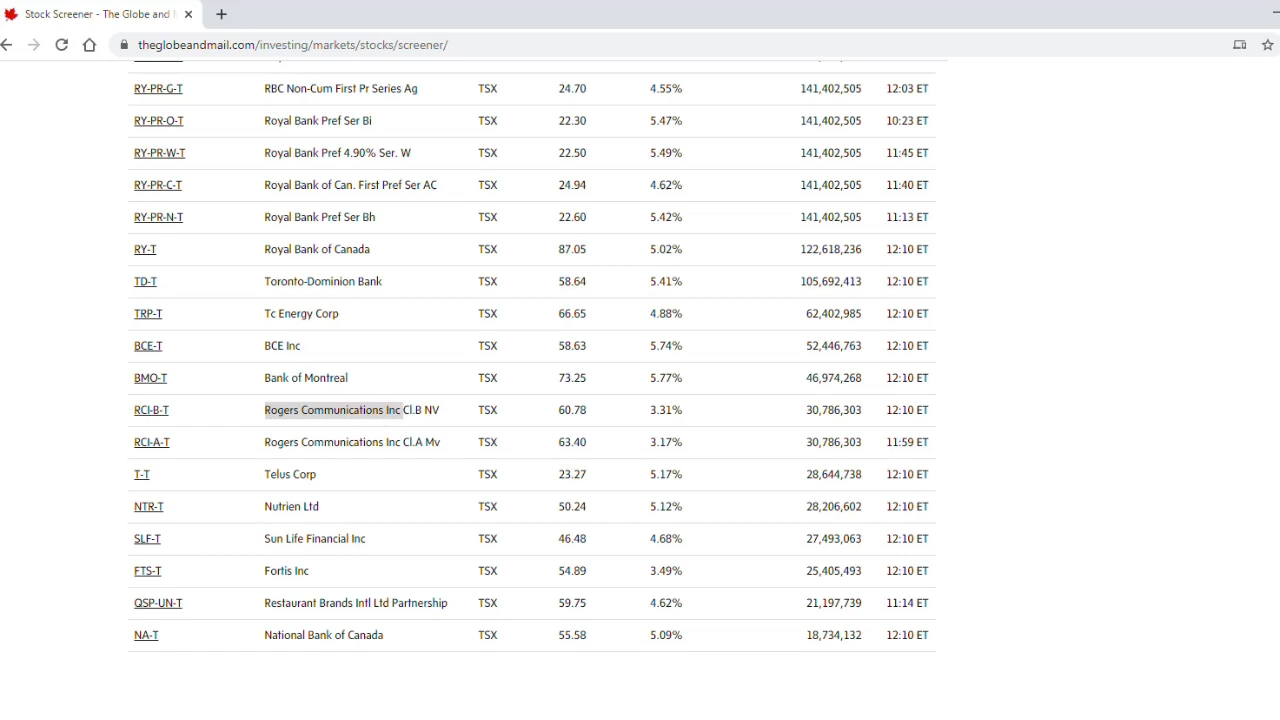 Stock Screener - The Globe and
theglobeandmail.com/investing/markets/stocks/screener/
RY-PR-G-T RBC Non-Cum First Pr Series Ag TSX 24.70 4.55% 141,402,505 12:03 ET
RY-PR-O-T Royal Bank Pref Ser Bi TSX 22.30 5.47% 141,402,505 10:23 ET
RY-PR-W-T Royal Bank Pref 4.90% Ser. W TSX 22.50 5.49% 141,402,505 11:45 ET
RY-PR-C-T Royal Bank of Can. First Pref Ser AC TSX 24.94 4.62% 141,402,505 11:40 ET
RY-PR-N-T Royal Bank Pref Ser Bh TSX 22.60 5.42% 141,402,505 11:13 ET
RY-T Royal Bank of Canada TSX 87.05 5.02% 122,618,236 12:10 ET
TD-T Toronto-Dominion Bank TSX 58.64 5.41% 105,692,413 12:10 ET
TRP-T Tc Energy Corp TSX 66.65 4.88% 62,402,985 12:10 ET
BCE-T BCE Inc TSX 58.63 5.74% 52,446,763 12:10 ET
BMO-T Bank of Montreal TSX 73.25 5.77% 46,974,268 12:10 ET
RCI-B-T Rogers Communications Inc Cl.B NV TSX 60.78 3.31% 30,786,303 12:10 ET
RCI-A-T Rogers Communications Inc Cl.A Mv TSX 63.40 3.17% 30,786,303 11:59 ET
T-T Telus Corp TSX 23.27 5.17% 28,644,738 12:10 ET
NTR-T Nutrien Ltd TSX 50.24 5.12% 28,206,602 12:10 ET
SLF-T Sun Life Financial Inc TSX 46.48 4.68% 27,493,063 12:10 ET
FTS-T Fortis Inc TSX 54.89 3.49% 25,405,493 12:10 ET
QSP-UN-T Restaurant Brands Intl Ltd Partnership TSX 59.75 4.62% 21,197,739 11:14 ET
NA-T National Bank of Canada TSX 55.58 5.09% 18,734,132 12:10 ET